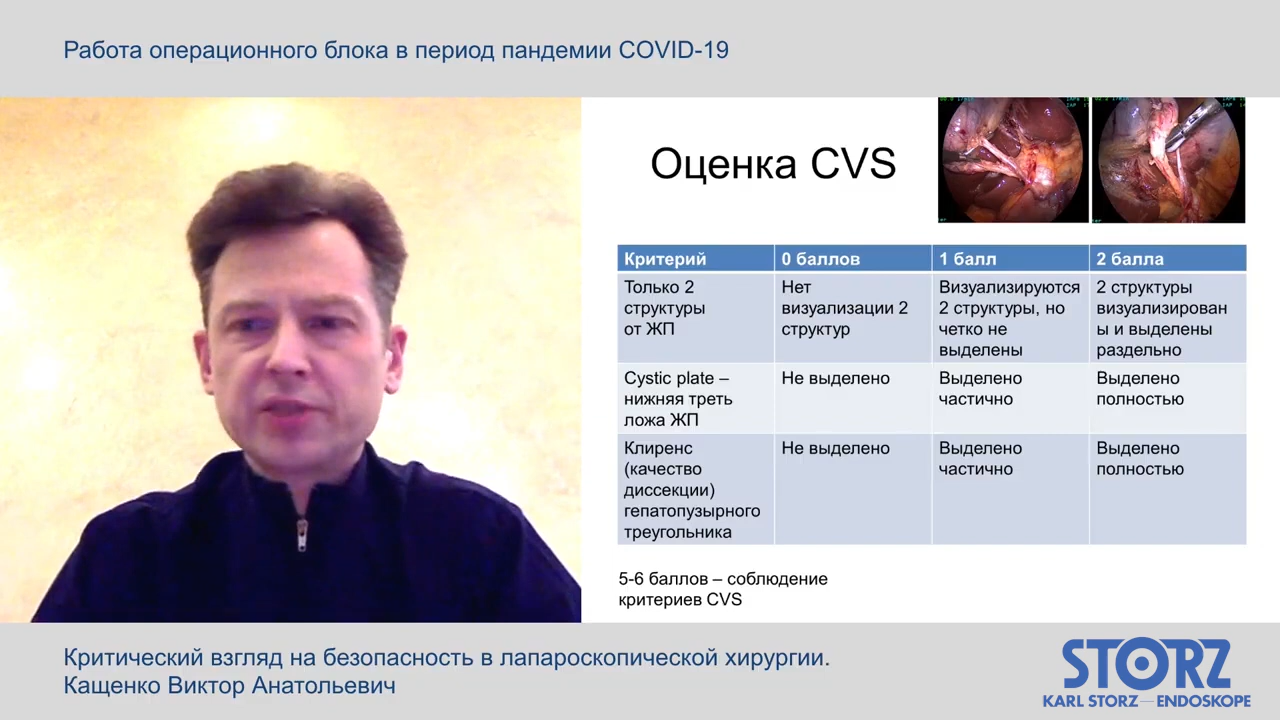 Работа операционного блока в период пандемии COVID-19
Оценка CVS
Критерий
0 баллов
1 балл
2 балла
Только 2
структуры
от ЖП
Нет
визуализации 2
структур
Визуализируются
2 структуры, но
четко не
выделены
2 структуры
визуализирован
ы и выделены
раздельно
Cystic plate –
нижняя треть
ложа ЖП
Не выделено
Выделено
частично
Выделено
полностью
Клиренс
(качество
диссекции)
гепатопузырного
треугольника
Не выделено
Выделено
частично
Выделено
полностью
5-6 баллов – соблюдение
критериев CVS
Критический взгляд на безопасность в лапароскопической хирургии.
Кащенко Виктор Анатольевич
STORZ
KARL STORZ—ENDOSKOPE